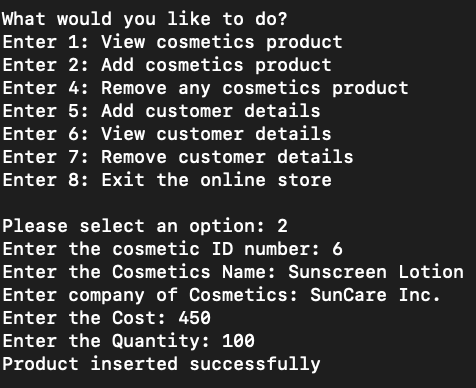 What would you like to do?
Enter 1: View cosmetics product
Enter 2: Add cosmetics product
Enter 4: Remove any cosmetics product
Enter 5: Add customer details
Enter 6: View customer details
Enter 7: Remove customer details
Enter 8: Exit the online store

Please select an option: 2
Enter the cosmetic ID number: 6
Enter the Cosmetics Name: Sunscreen Lotion
Enter company of Cosmetics: SunCare Inc.
Enter the Cost: 450
Enter the Quantity: 100
Product inserted successfully